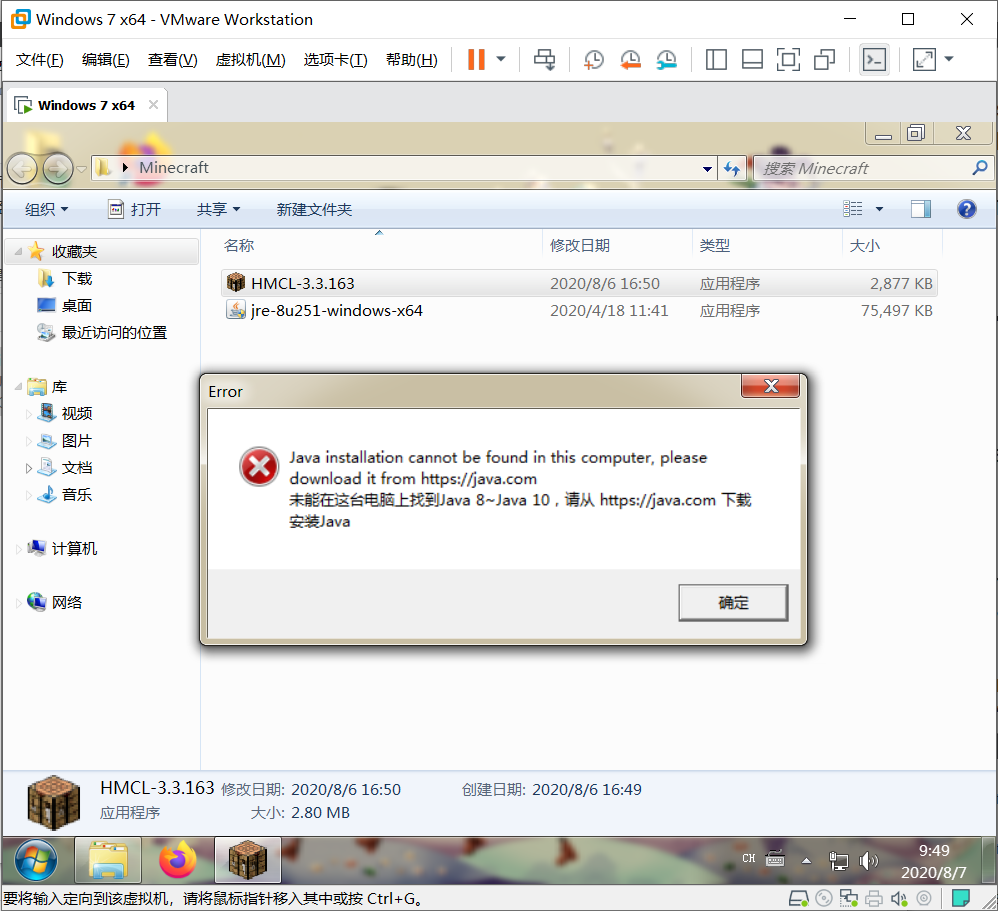 Windows 7 x64 - VMware Workstation
文件(F) 编辑(E) 查看(V) 虚拟机(M) 选项卡(T) 帮助(H)
Windows 7 x64
Minecraft 搜索 Minecraft
组织 打开 共享 新建文件夹
收藏夹
下载
桌面
最近访问的位置
库
视频
图片
文档
音乐
计算机
网络
名称 修改日期 类型 大小
HMCL-3.3.163 2020/8/6 16:50 应用程序 2,877 KB
jre-8u251-windows-x64 2020/4/18 11:41 应用程序 75,497 KB
Error
Java installation cannot be found in this computer, please
download it from https://java.com
未能在这台电脑上找到Java 8~Java 10，请从 https://java.com 下载
安装Java
确定
HMCL-3.3.163 修改日期: 2020/8/6 16:50 创建日期: 2020/8/6 16:49
应用程序 大小: 2.80 MB
CH 9:49
2020/8/7
要将输入定向到该虚拟机，请将鼠标指针移入其中或按 Ctrl+G。